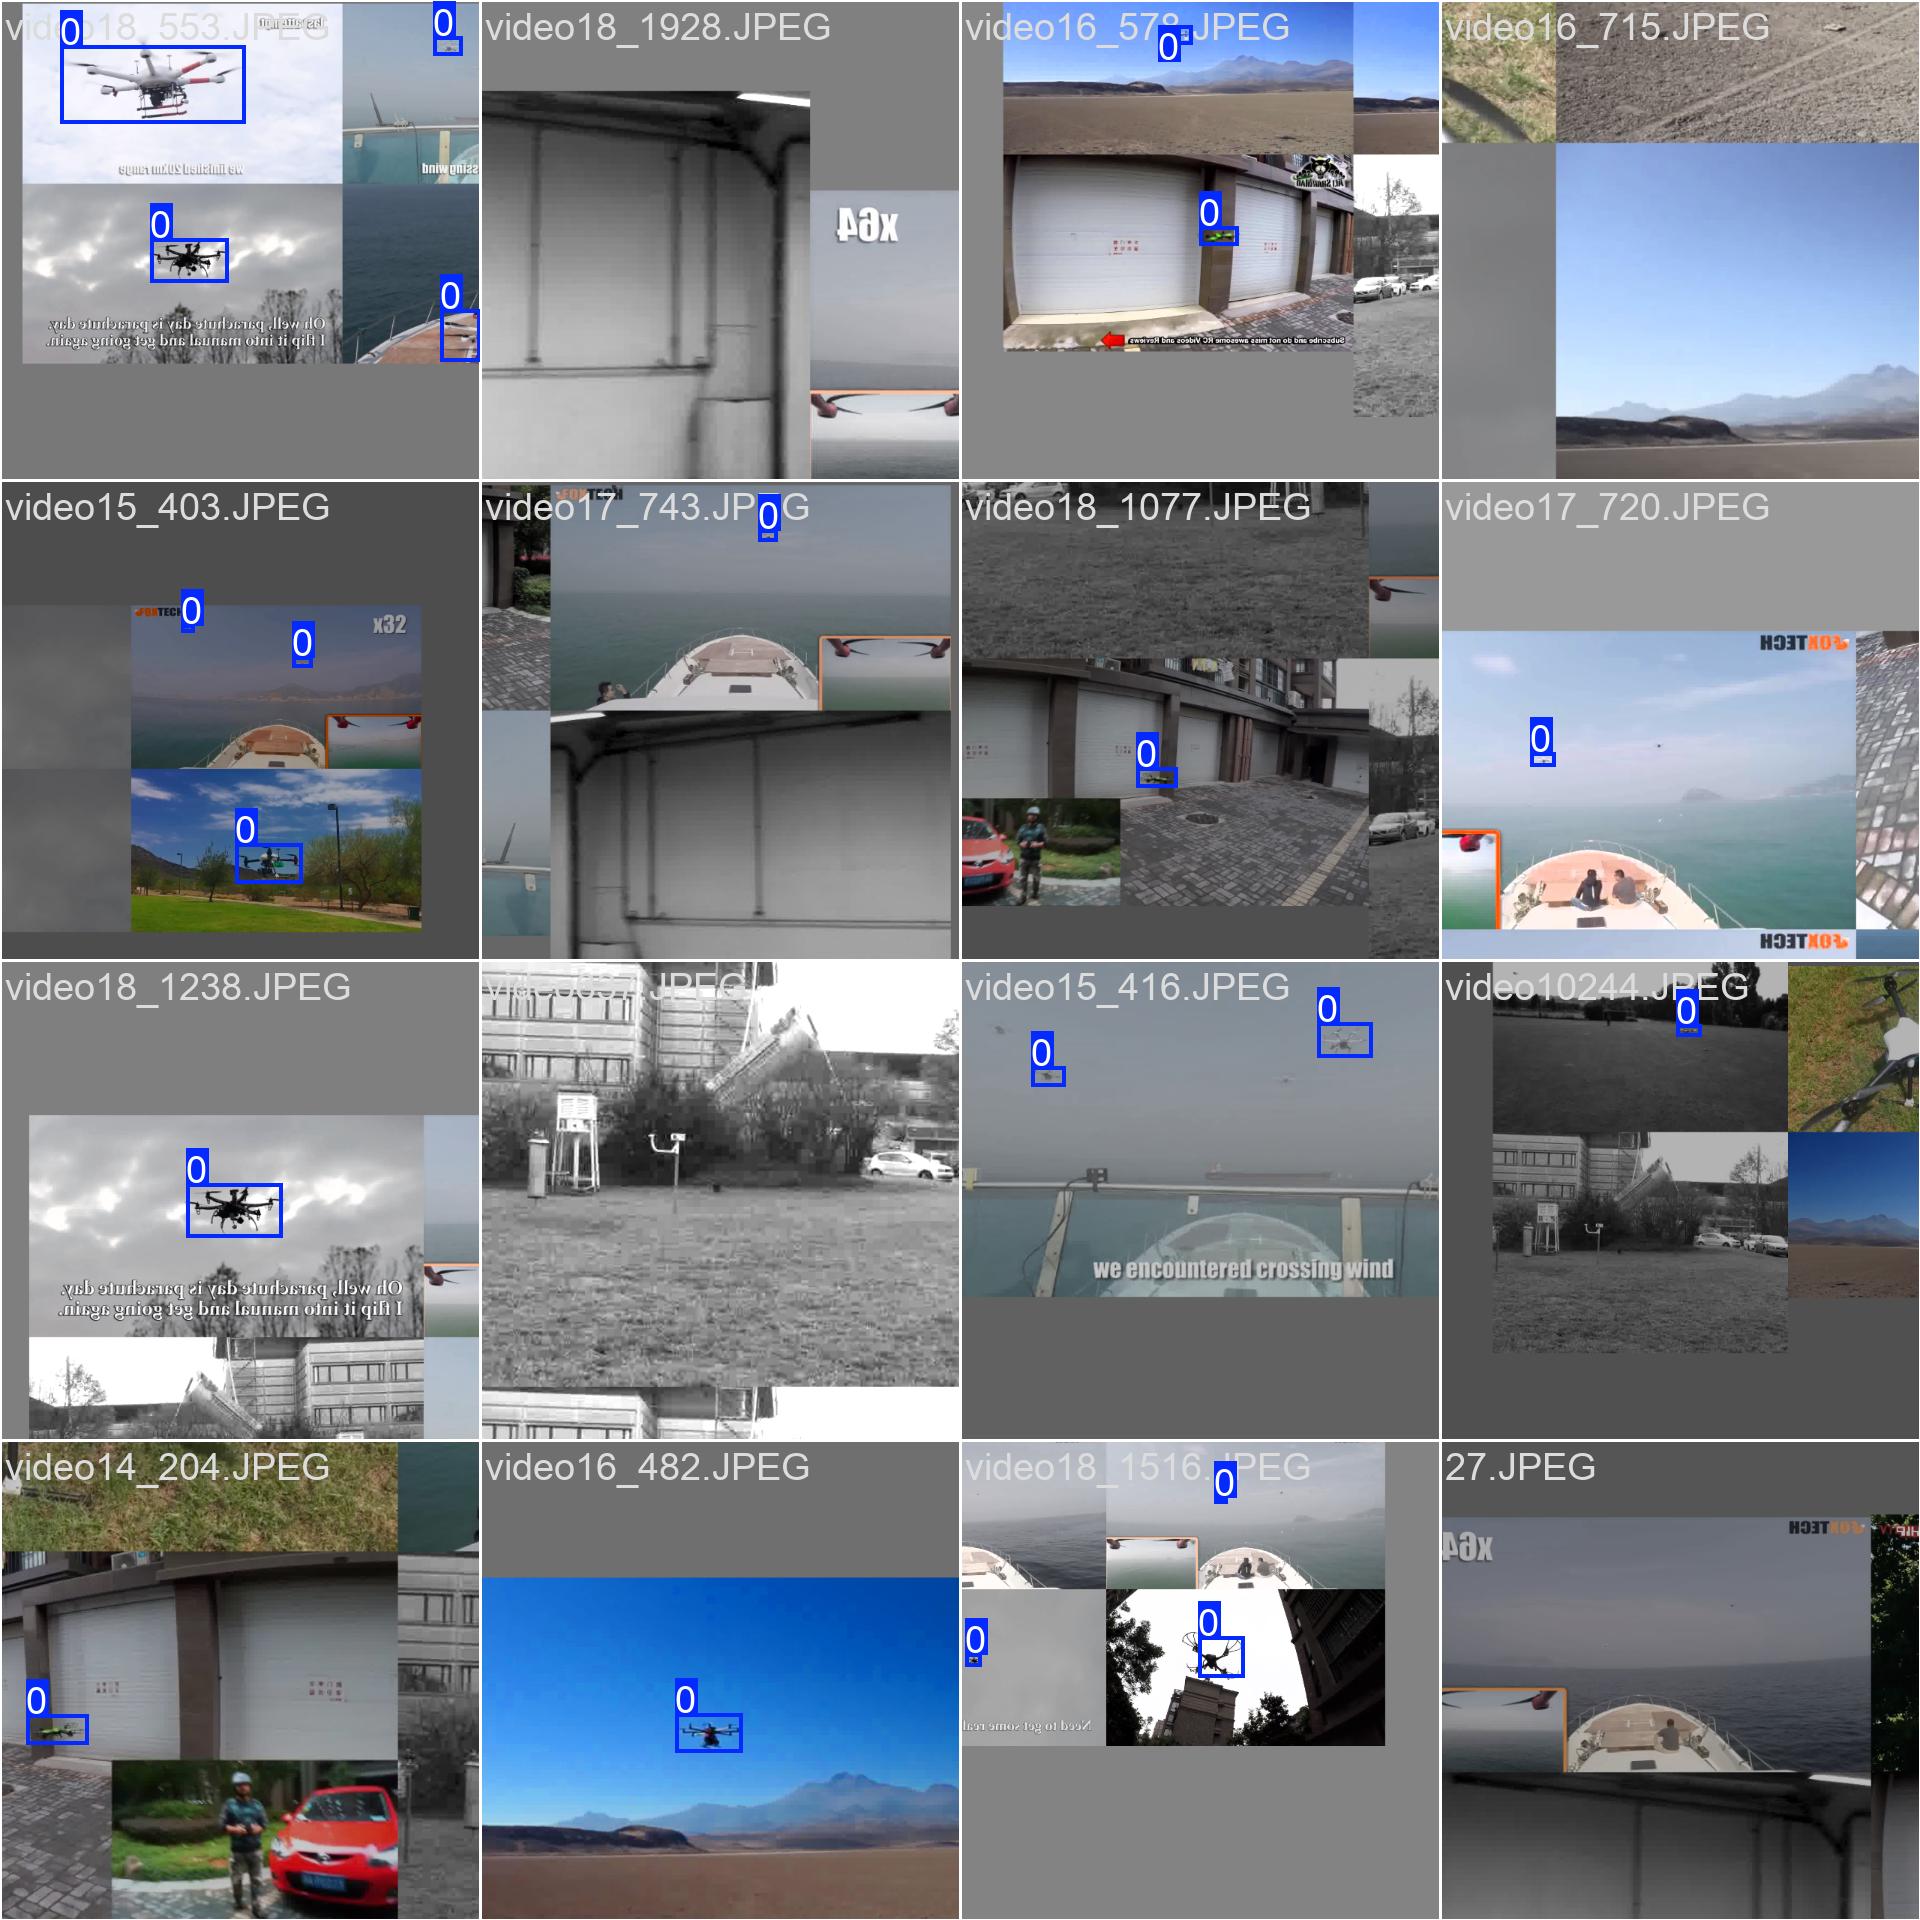 video18_553.JPEG
0
0
last attempt
we finished 20km range
ssing wind
0
0
Oh well, parachute day is parachute day.
I flip it into manual and get going again.
video18_1928.JPEG
x64
video16_578.JPEG
0
0
Subscribe and do not miss awesome RC Videos and Reviews
video16_715.JPEG
video15_403.JPEG
FOXTECH
0
0
x32
0
video17_743.JPEG
FOXTECH
0
video18_1077.JPEG
0
video17_720.JPEG
FOXTECH
0
FOXTECH
video18_1238.JPEG
0
Oh well, parachute day is parachute day.
I flip it into manual and get going again.
video15_416.JPEG
0
0
we encountered crossing wind
video10244.JPEG
0
video14_204.JPEG
0
video16_482.JPEG
0
video18_1516.JPEG
0
0
0
Need to get some real
27.JPEG
x64
FOXTECH